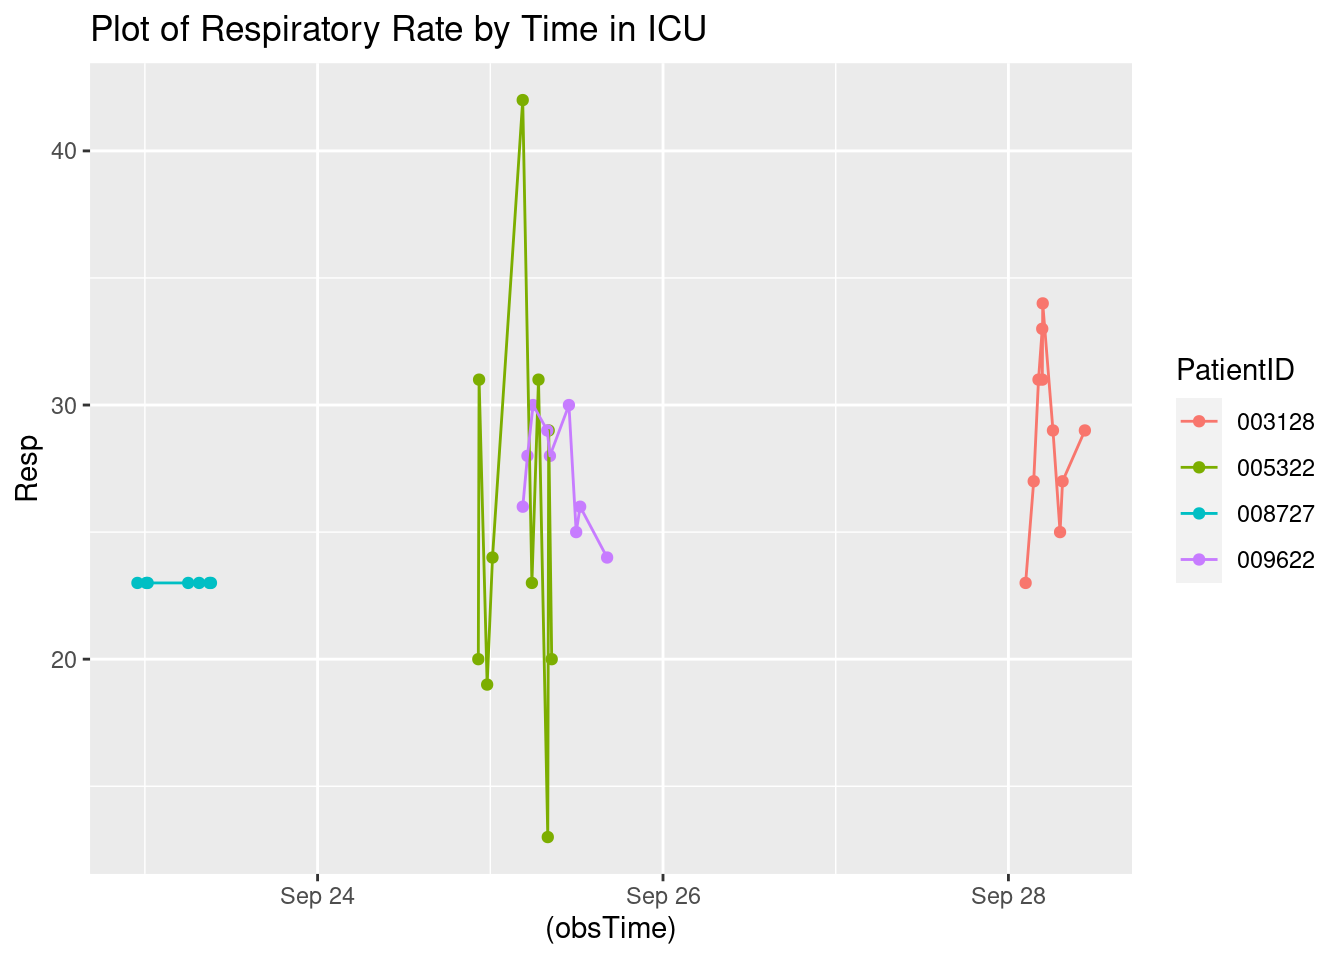 Plot of Respiratory Rate by Time in ICU
40
30
20
Resp
Sep 24
Sep 26
Sep 28
(obsTime)
PatientID
003128
005322
008727
009622